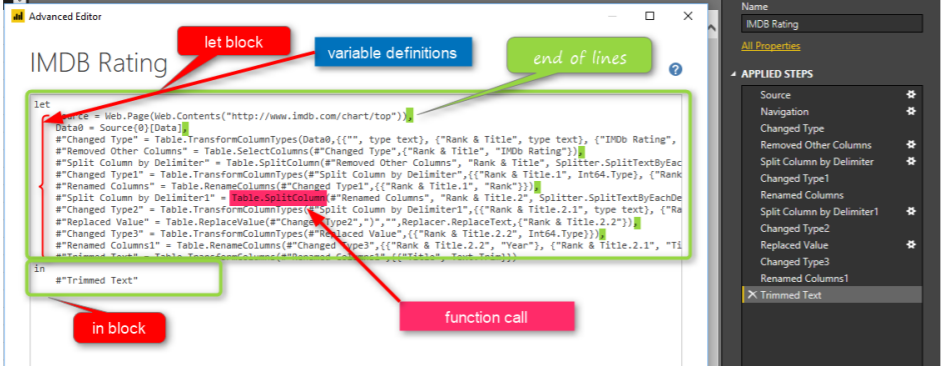 Advanced Editor
IMDB Rating
let block
variable definitions
end of lines
let
Source = Web.Page(Web.Contents("http://www.imdb.com/chart/top")),
Data0 = Source{0}[Data],
#"Changed Type" = Table.TransformColumnTypes(Data0,{{"", type text}, {"Rank & Title", type text}, {"IMDb Rating",
#"Removed Other Columns" = Table.SelectColumns(#"Changed Type",{"Rank & Title", "IMDb Rating"}),
#"Split Column by Delimiter" = Table.SplitColumn(#"Removed Other Columns", "Rank & Title", Splitter.SplitTextByEac
#"Changed Type1" = Table.TransformColumnTypes(#"Split Column by Delimiter",{{"Rank & Title.1", Int64.Type}, {"Rank
#"Renamed Columns" = Table.RenameColumns(#"Changed Type1",{{"Rank & Title.1", "Rank"}}),
#"Split Column by Delimiter1" = Table.SplitColumn(#"Renamed Columns", "Rank & Title.2", Splitter.SplitTextByEachDe
#"Changed Type2" = Table.TransformColumnTypes(#"Split Column by Delimiter1",{{"Rank & Title.2.1", type text}, {"Ra
#"Replaced Value" = Table.ReplaceValue(#"Changed Type2",")","",Replacer.ReplaceText,{"Rank & Title.2.2"}),
#"Changed Type3" = Table.TransformColumnTypes(#"Replaced Value",{{"Rank & Title.2.2", Int64.Type}}),
#"Renamed Columns1" = Table.RenameColumns(#"Changed Type3",{{"Rank & Title.2.2", "Year"}, {"Rank & Title.2.1", "Ti
#"Trimmed Text" = Table.TransformColumns(#"Renamed Columns1",{{"Title", Text.Trim}})
in
#"Trimmed Text"
in block
function call
Name
IMDB Rating
All Properties
APPLIED STEPS
Source
Navigation
Changed Type
Removed Other Columns
Split Column by Delimiter
Changed Type1
Renamed Columns
Split Column by Delimiter1
Changed Type2
Replaced Value
Changed Type3
Renamed Columns1
Trimmed Text